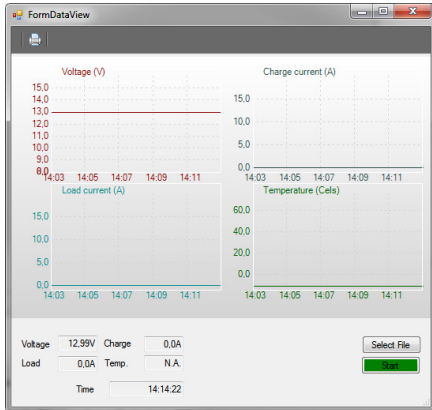 FormDataView
Voltage (V)
15,0
14,0
13,0
12,0
11,0
10,0
9,0
8,0
14:03 14:05 14:07 14:09 14:11
Charge current (A)
15,0
10,0
5,0
0,0
14:03 14:05 14:07 14:09 14:11
Load current (A)
15,0
10,0
5,0
0,0
14:03 14:05 14:07 14:09 14:11
Temperature (Cels)
60,0
40,0
20,0
0,0
14:03 14:05 14:07 14:09 14:11
Voltage 12,99V Charge 0,0A Select File
Load 0,0A Temp. N.A. Start
Time 14:14:22